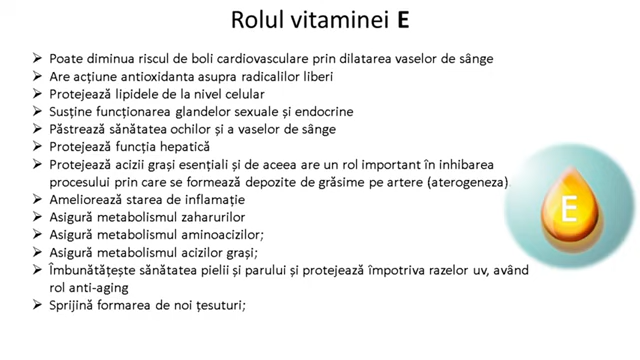 Rolul vitaminei E
➢ Poate diminua riscul de boli cardiovasculare prin dilatarea vaselor de sânge
➢ Are acțiune antioxidanta asupra radicalilor liberi
➢ Protejează lipidele de la nivel celular
➢ Susține funcționarea glandelor sexuale și endocrine
➢ Păstrează sănătatea ochilor și a vaselor de sânge
➢ Protejează funcția hepatică
➢ Protejează acizii grași esențiali și de aceea are un rol important în inhibarea
procesului prin care se formează depozite de grăsime pe artere (aterogeneza)
➢ Ameliorează starea de inflamație
➢ Asigură metabolismul zaharurilor
➢ Asigură metabolismul aminoacizilor;
➢ Asigură metabolismul acizilor grași;
➢ Îmbunătățește sănătatea pielii și parului și protejează împotriva razelor uv, având
rol anti-aging
➢ Sprijină formarea de noi țesuturi;
E